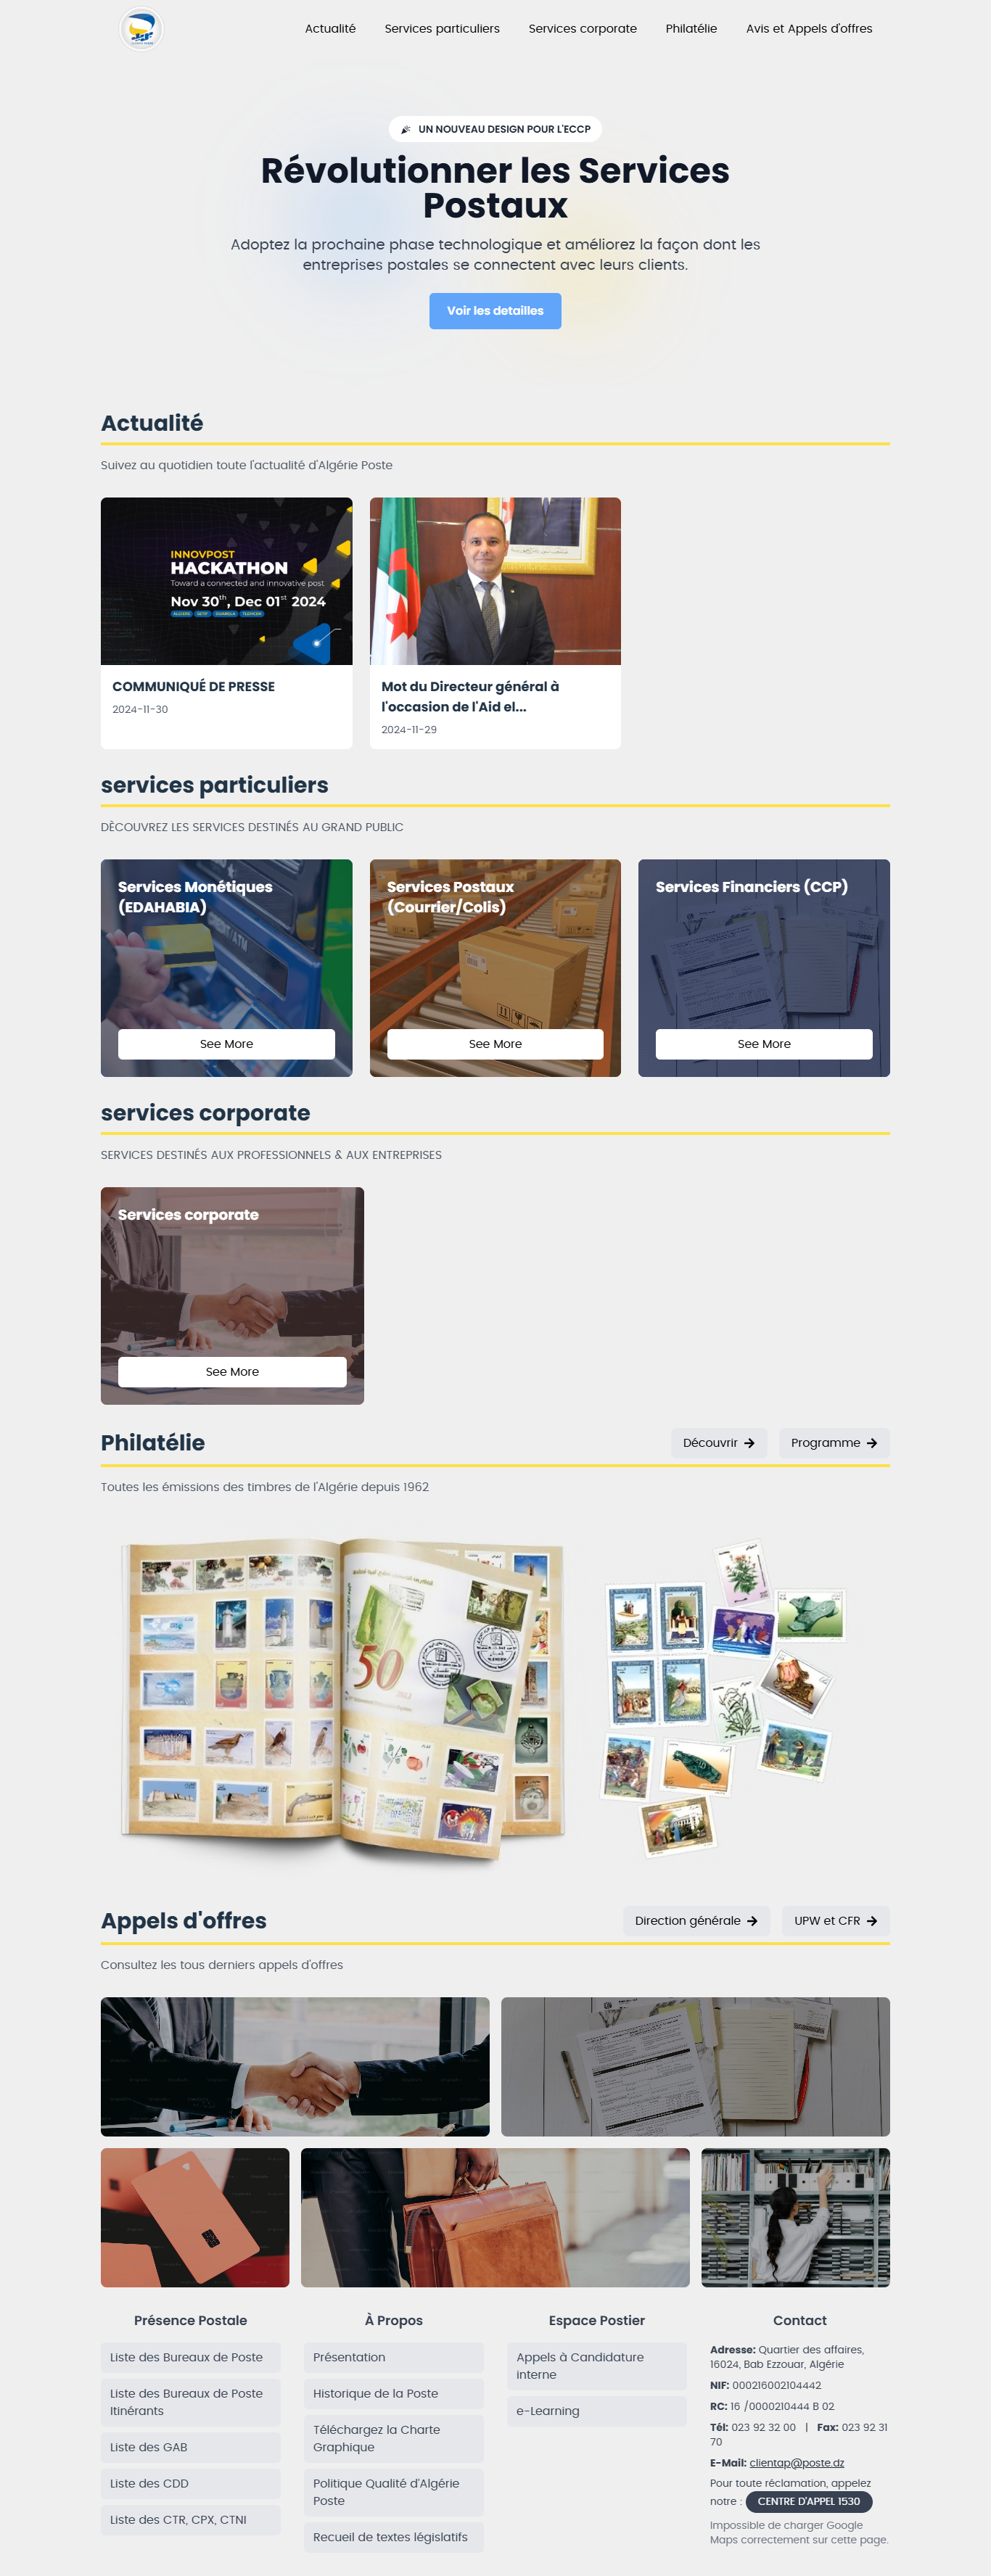 Actualité
Services particuliers
Services corporate
Philatélie
Avis et Appels d'offres
UN NOUVEAU DESIGN POUR L'ECCP
Révolutionner les Services
Postaux
Adoptez la prochaine phase technologique et améliorez la façon dont les
entreprises postales se connectent avec leurs clients.
Voir les detailles
Actualité
Suivez au quotidien toute l'actualité d'Algérie Poste
INNOVPOST
HACKATHON
Toward a connected and innovative post
Nov 30th, Dec 01st 2024
COMMUNIQUÉ DE PRESSE
2024-11-30
Mot du Directeur général à
l'occasion de l'Aid el...
2024-11-29
services particuliers
DÈCOUVREZ LES SERVICES DESTINÉS AU GRAND PUBLIC
Services Monétiques
(EDAHABIA)
See More
Services Postaux
(Courrier/Colis)
See More
Services Financiers (CCP)
See More
services corporate
SERVICES DESTINÉS AUX PROFESSIONNELS & AUX ENTREPRISES
Services corporate
See More
Philatélie
Découvrir
Programme
Toutes les émissions des timbres de l'Algérie depuis 1962
50
Appels d'offres
Direction générale
UPW et CFR
Consultez les tous derniers appels d'offres
Présence Postale
Liste des Bureaux de Poste
Liste des Bureaux de Poste
Itinérants
Liste des GAB
Liste des CDD
Liste des CTR, CPX, CTNI
À Propos
Présentation
Historique de la Poste
Téléchargez la Charte
Graphique
Politique Qualité d'Algérie
Poste
Recueil de textes législatifs
Espace Postier
Appels à Candidature
interne
e-Learning
Contact
Adresse: Quartier des affaires,
16024, Bab Ezzouar, Algérie
NIF: 000216002104442
RC: 16 /0000210444 B 02
Tél: 023 92 32 00 | Fax: 023 92 31
70
E-Mail: clientap@poste.dz
Pour toute réclamation, appelez
notre : CENTRE D'APPEL 1530
Impossible de charger Google
Maps correctement sur cette page.